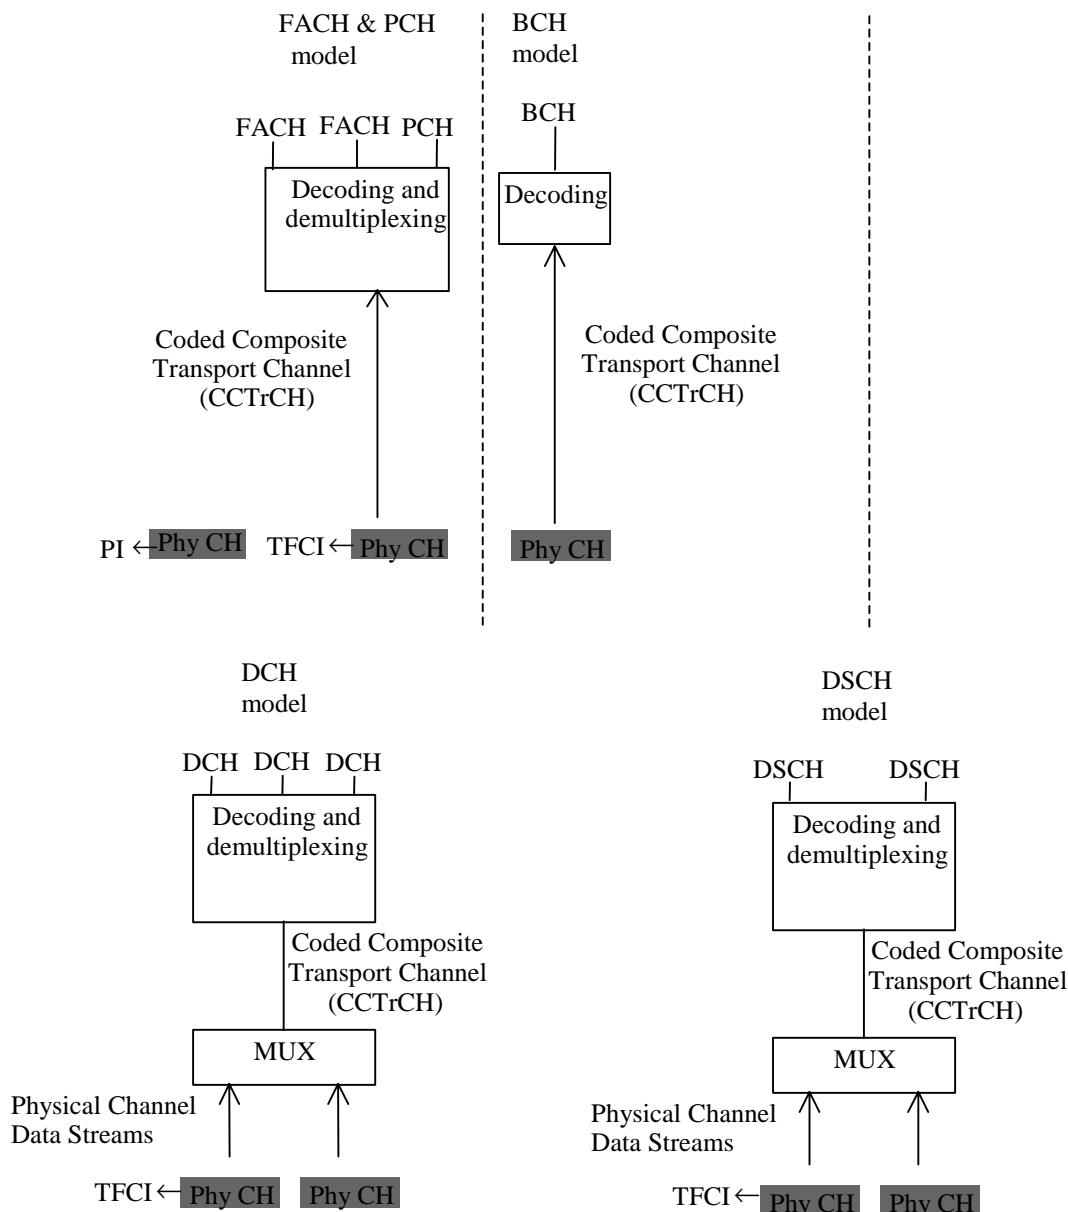 FACH & PCH
model
BCH
model
FACH FACH PCH
BCH
Decoding and
demultiplexing
Decoding
Coded Composite
Transport Channel
(CCTrCH)
Coded Composite
Transport Channel
(CCTrCH)
PI Phy CH
TFCI Phy CH
Phy CH
DCH
model
DSCH
model
DCH DCH DCH
DSCH DSCH
Decoding and
demultiplexing
Decoding and
demultiplexing
Coded Composite
Transport Channel
(CCTrCH)
Coded Composite
Transport Channel
(CCTrCH)
MUX
MUX
Physical Channel
Data Streams
Physical Channel
Data Streams
TFCI Phy CH Phy CH
TFCI Phy CH Phy CH